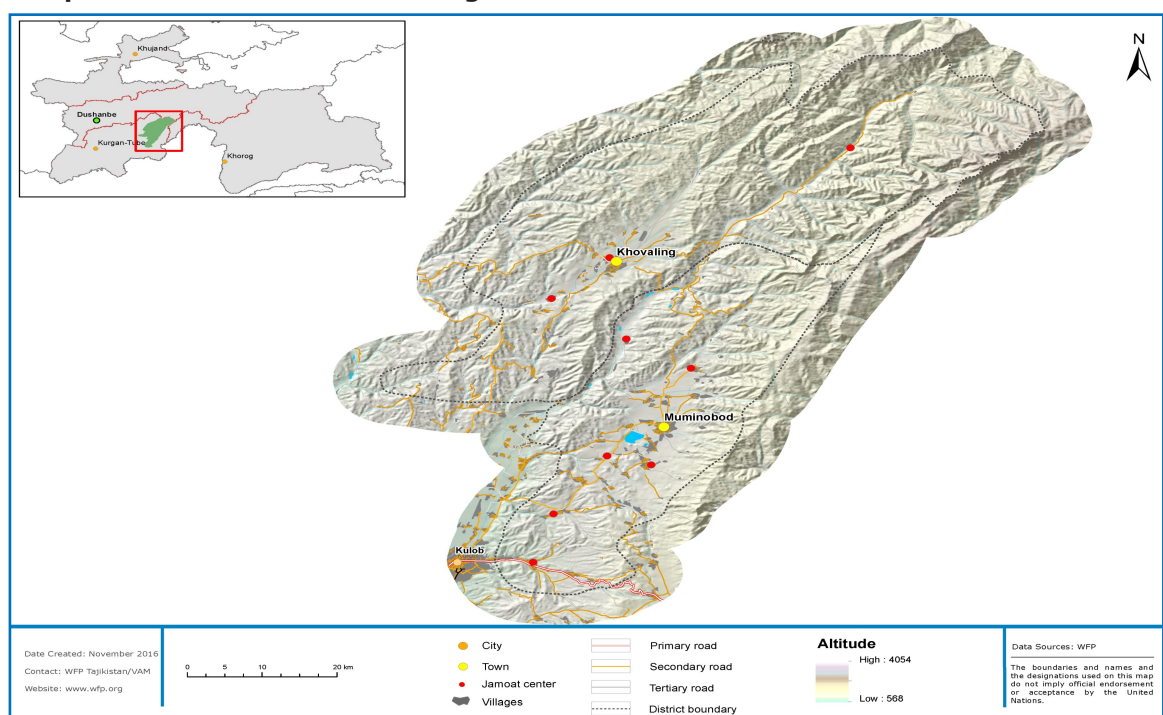 Khujand
Dushanbe
Kurgan-Tube
Khorog
N
Khovaling
Muminobod
Kulob
Date Created: November 2016
Contact: WFP Tajikistan/VAM
Website: www.wfp.org
0 5 10 20 km
City
Town
Jamoat center
Villages
Primary road
Secondary road
Tertiary road
District boundary
Altitude
High : 4054
Low : 568
Data Sources: WFP
The boundaries and names and
the designations used on this map
do not imply official endorsement
or acceptance by the United
Nations.